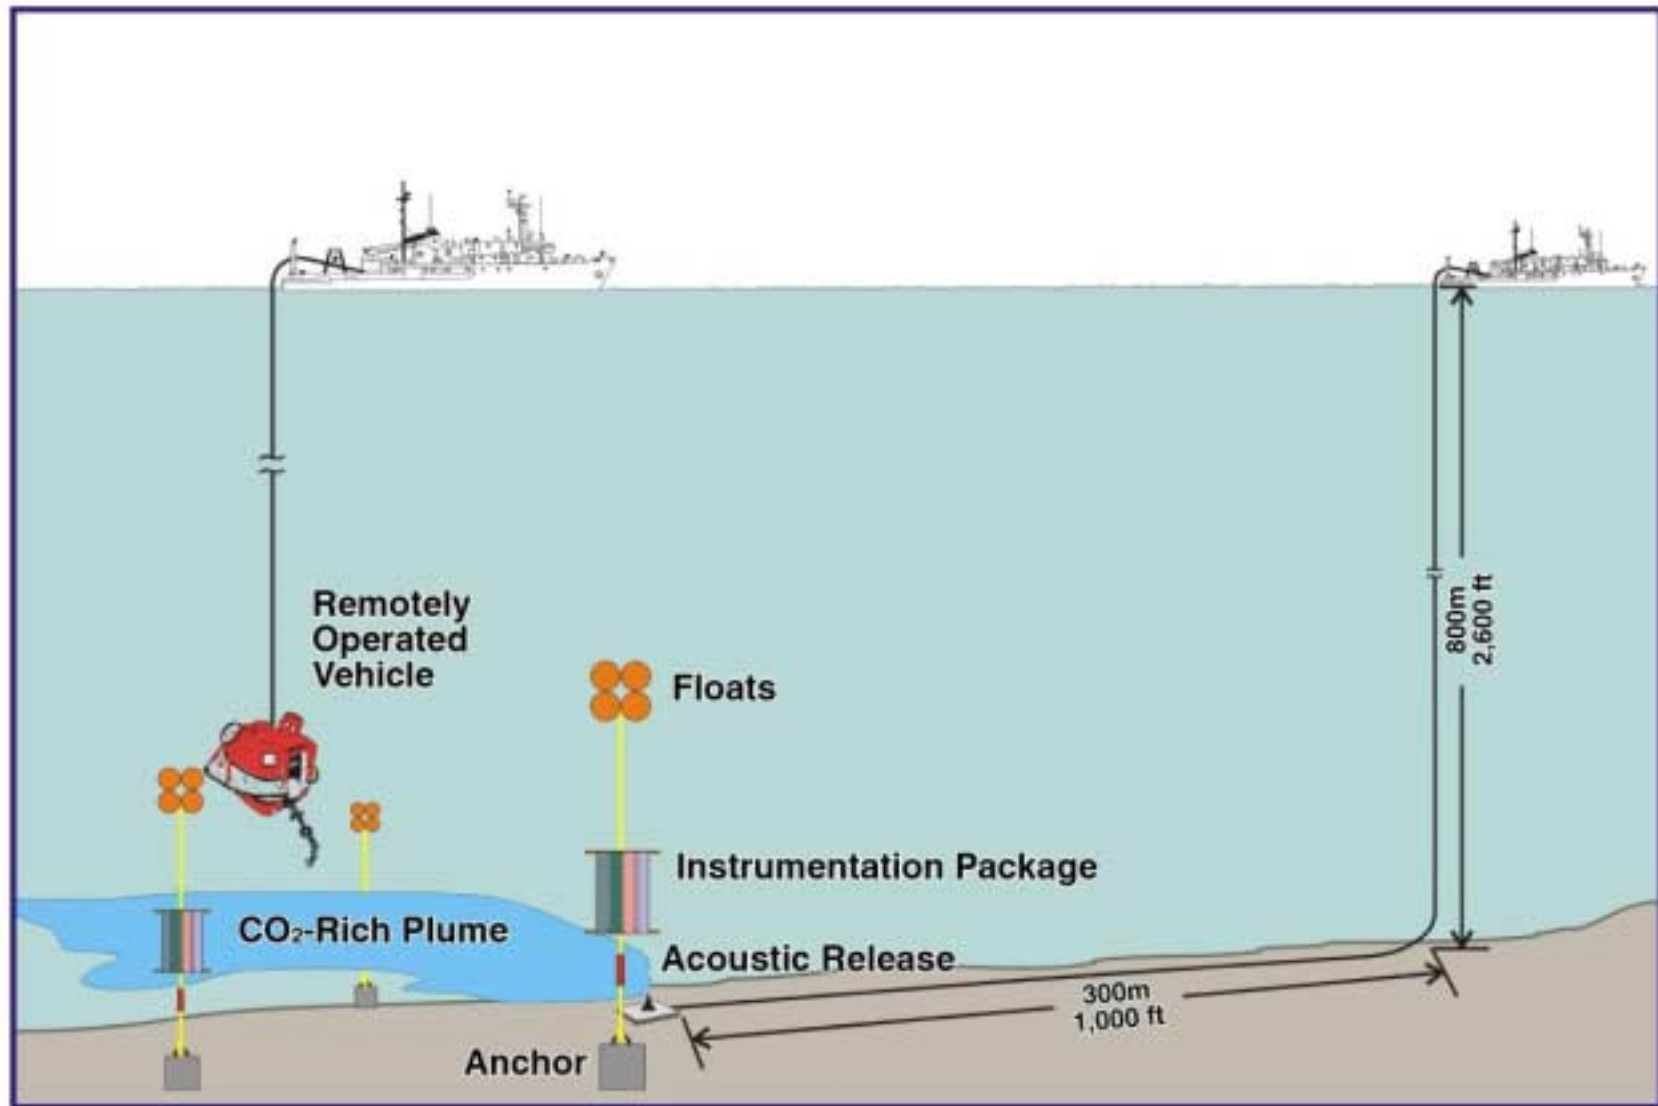 Remotely
Operated
Vehicle
Floats
800m
2,600 ft
Instrumentation Package
CO₂-Rich Plume
Acoustic Release
300m
1,000 ft
Anchor